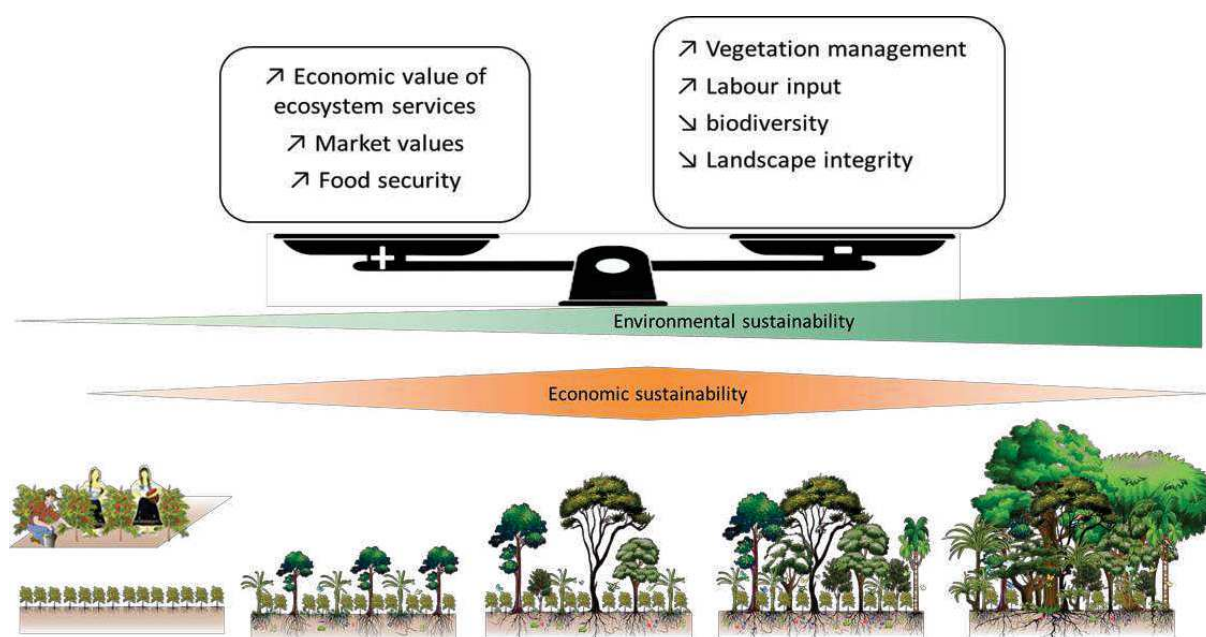 ↗ Economic value of
ecosystem services
↗ Market values
↗ Food security
↗ Vegetation management
↗ Labour input
↘ biodiversity
↘ Landscape integrity
+
-
Environmental sustainability
Economic sustainability